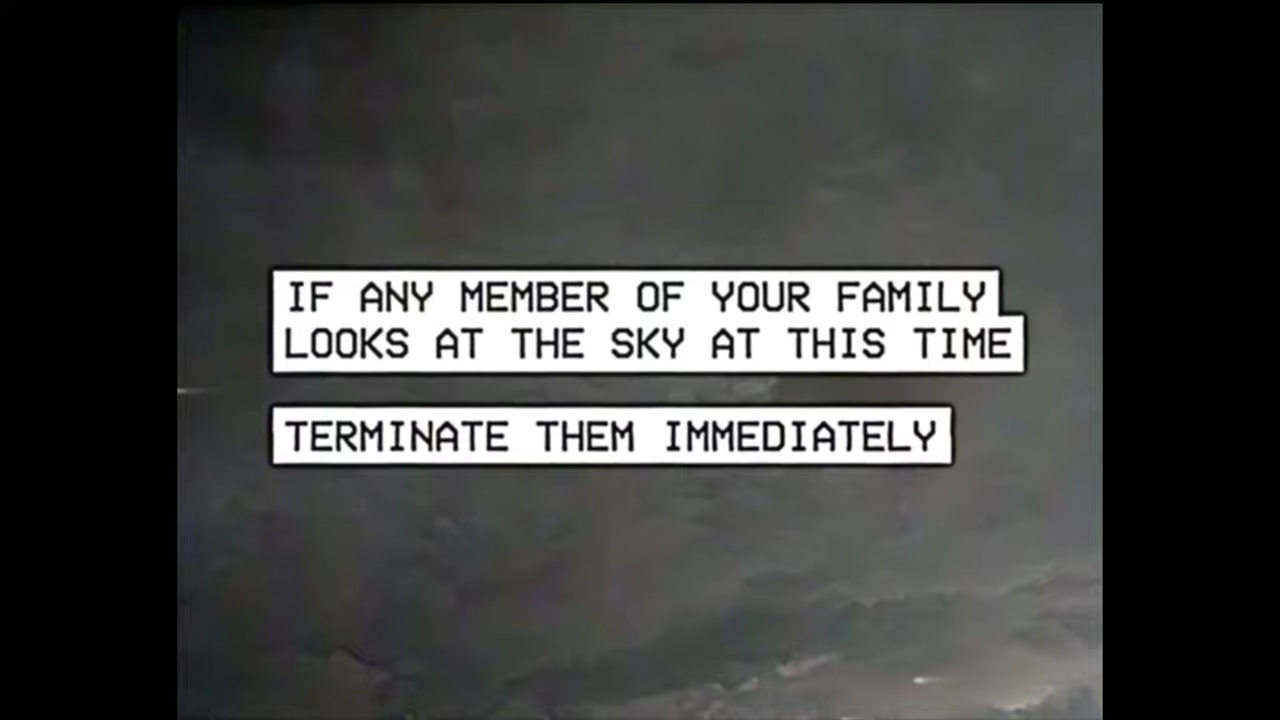 IF ANY MEMBER OF YOUR FAMILY
LOOKS AT THE SKY AT THIS TIME
TERMINATE THEM IMMEDIATELY